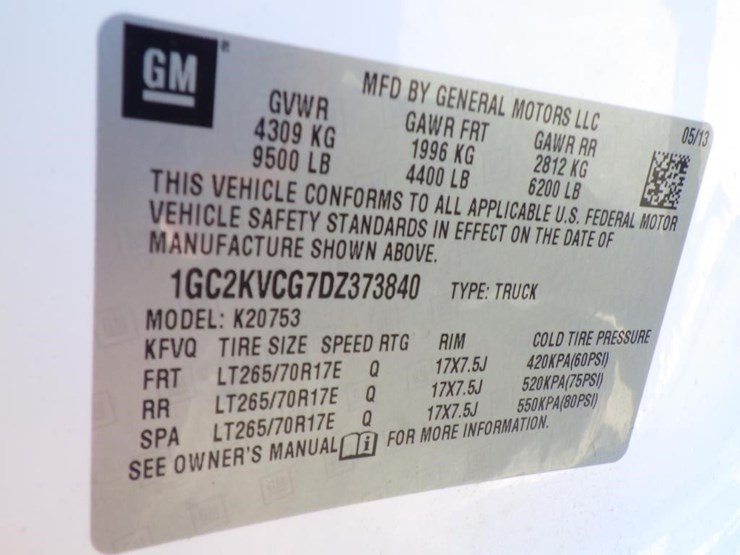 GM ®
MFD BY GENERAL MOTORS LLC 05/13
GVWR GAWR FRT GAWR RR
4309 KG 1996 KG 2812 KG
9500 LB 4400 LB 6200 LB
THIS VEHICLE CONFORMS TO ALL APPLICABLE U.S. FEDERAL MOTOR
VEHICLE SAFETY STANDARDS IN EFFECT ON THE DATE OF
MANUFACTURE SHOWN ABOVE.
1GC2KVCG7DZ373840 TYPE: TRUCK
MODEL: K20753
KFVQ TIRE SIZE SPEED RTG RIM COLD TIRE PRESSURE
FRT LT265/70R17E Q 17X7.5J 420KPA(60PSI)
RR LT265/70R17E Q 17X7.5J 520KPA(75PSI)
SPA LT265/70R17E Q 17X7.5J 550KPA(80PSI)
SEE OWNER'S MANUAL i FOR MORE INFORMATION.